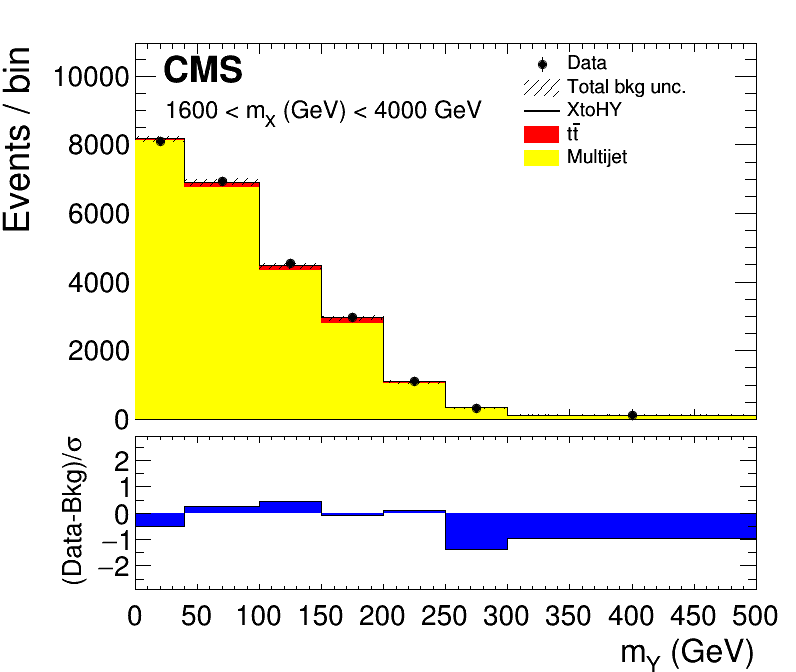 Events / bin
10000
8000
6000
4000
2000
0
CMS
1600 < m_X (GeV) < 4000 GeV
Data
Total bkg unc.
XtoHY
tt̄
Multijet
(Data-Bkg)/σ
2
1
0
−1
−2
0 50 100 150 200 250 300 350 400 450 500
m_Y (GeV)